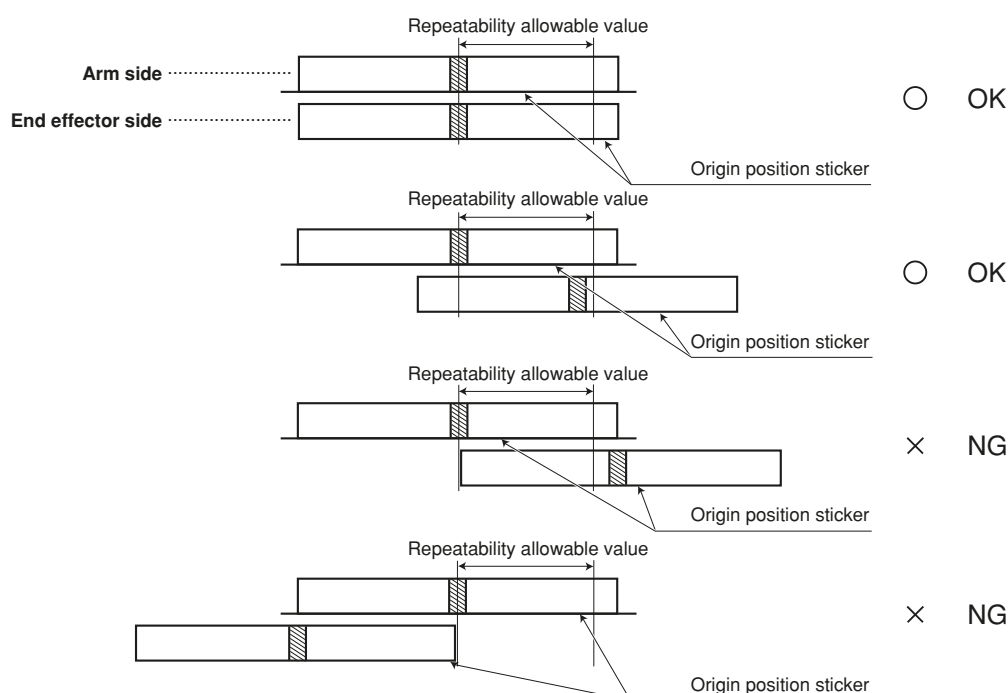 Repeatability allowable value
Arm side
OK
End effector side
Origin position sticker
Repeatability allowable value
OK
Origin position sticker
Repeatability allowable value
NG
Origin position sticker
Repeatability allowable value
NG
Origin position sticker